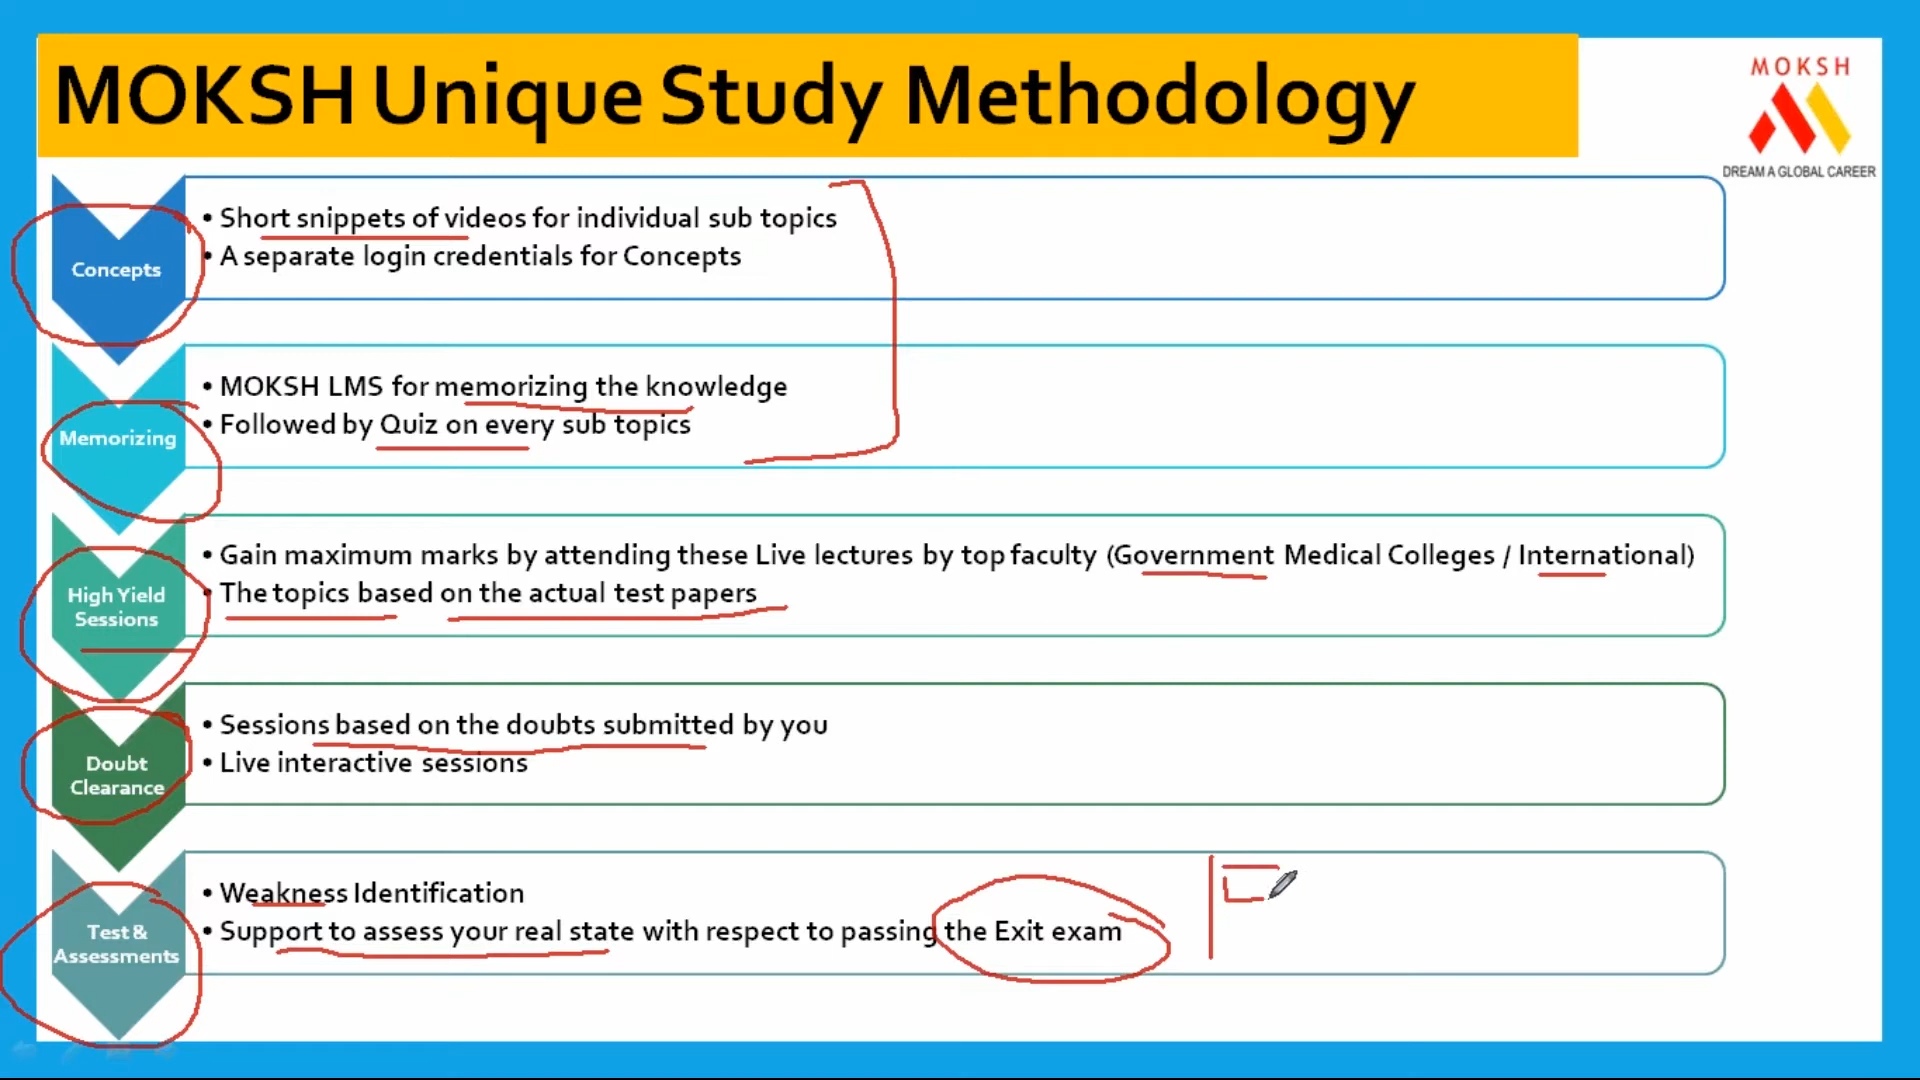 MOKSH Unique Study Methodology
MOKSH
DREAM A GLOBAL CAREER
Concepts
• Short snippets of videos for individual sub topics
• A separate login credentials for Concepts
Memorizing
• MOKSH LMS for memorizing the knowledge
• Followed by Quiz on every sub topics
High Yield
Sessions
• Gain maximum marks by attending these Live lectures by top faculty (Government Medical Colleges / International)
• The topics based on the actual test papers
Doubt
Clearance
• Sessions based on the doubts submitted by you
• Live interactive sessions
Test &
Assessments
• Weakness Identification
• Support to assess your real state with respect to passing the Exit exam